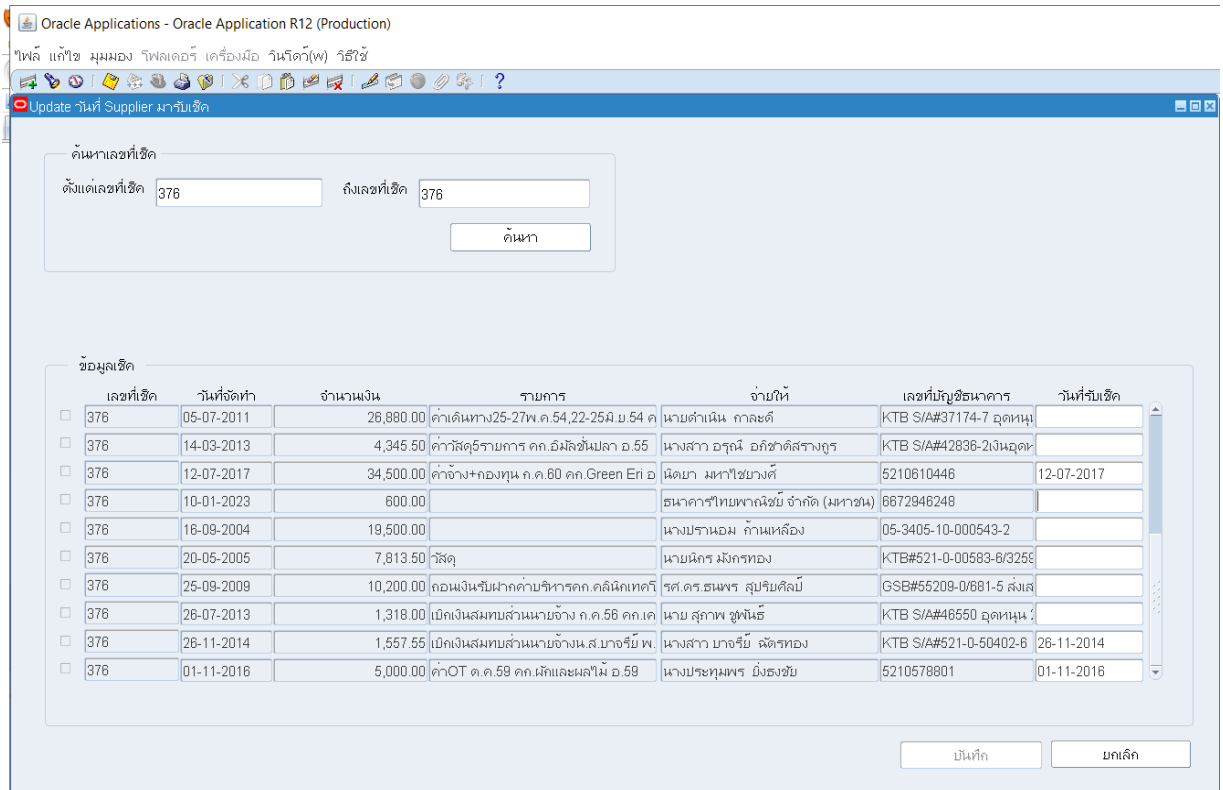 Oracle Applications - Oracle Application R12 (Production)
ไฟล์ แก้ไข มุมมอง โฟลเดอร์ เครื่องมือ วินโดว์(w) วิธีใช้
Update วันที่ Supplier มารับเช็ค
ค้นหาเลขที่เช็ค
ตั้งแต่เลขที่เช็ค 376 ถึงเลขที่เช็ค 376
ค้นหา
ข้อมูลเช็ค
เลขที่เช็ค วันที่จัดทำ จำนวนเงิน รายการ จ่ายให้ เลขที่บัญชีธนาคาร วันที่รับเช็ค
376 05-07-2011 26,880.00 ค่าเดินทาง25-27พ.ค.54,22-25มิ.ย.54 ค นายดำเนิน กาละดี KTB S/A#37174-7 อุดหนุน
376 14-03-2013 4,345.50 ค่าวัสดุ5รายการ คก.อิมัลชั่นปลา อ.55 นางสาว อรุณี อภิชาติสรางกูร KTB S/A#42836-2เงินอุดห
376 12-07-2017 34,500.00 ค่าจ้าง+กองทุน ก.ค.60 คก.Green Eri อ นิตยา มหาไชยวงศ์ 5210610446 12-07-2017
376 10-01-2023 600.00 ธนาคารไทยพาณิชย์ จำกัด (มหาชน) 6672946248
376 16-09-2004 19,500.00 นางปรานอม ก้านเหลือง 05-3405-10-000543-2
376 20-05-2005 7,813.50 วัสดุ นายนิกร มังกรทอง KTB#521-0-00583-6/3259
376 25-09-2009 10,200.00 ถอนเงินรับฝากค่าบริหารคก.คลินิกเทคโ รศ.ดร.ธนพร สุปริยศิลป์ GSB#55209-0/681-5 ส่งเส
376 26-07-2013 1,318.00 เบิกเงินสมทบส่วนนายจ้าง ก.ค.56 คก.เค นาย สุภาพ ชูพันธ์ KTB S/A#46550 อุดหนุน
376 26-11-2014 1,557.55 เบิกเงินสมทบส่วนนายจ้างน.ส.บาจรีย์ พ. นางสาว บาจรีย์ ฉัตรทอง KTB S/A#521-0-50402-6 26-11-2014
376 01-11-2016 5,000.00 ค่าOT ต.ค.59 คก.ผักและผลไม้ อ.59 นางประทุมพร ยิ่งธงชัย 5210578801 01-11-2016
บันทึก ยกเลิก